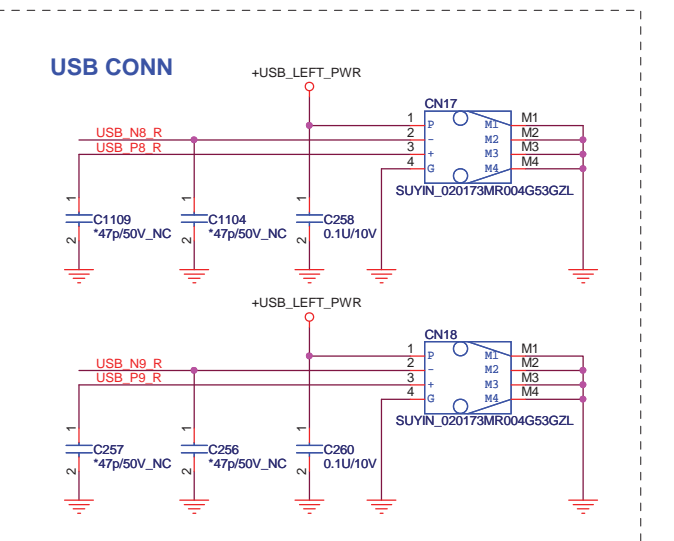 USB CONN
+USB_LEFT_PWR
CN17
1 P M1 M1
USB_N8_R 2 - M2 M2
USB_P8_R 3 + M3 M3
4 G M4 M4
SUYIN_020173MR004G53GZL
1 1 1
C1109 C1104 C258
*47p/50V_NC *47p/50V_NC 0.1U/10V
2 2 2
+USB_LEFT_PWR
CN18
1 P M1 M1
USB_N9_R 2 - M2 M2
USB_P9_R 3 + M3 M3
4 G M4 M4
SUYIN_020173MR004G53GZL
1 1 1
C257 C256 C260
*47p/50V_NC *47p/50V_NC 0.1U/10V
2 2 2